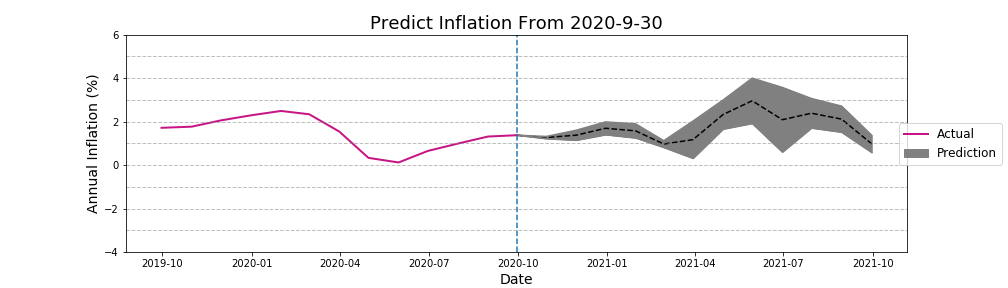 Predict Inflation From 2020-9-30
Annual Inflation (%)
6
4
2
0
−2
−4
2019-10 2020-01 2020-04 2020-07 2020-10 2021-01 2021-04 2021-07 2021-10
Date
Actual
Prediction